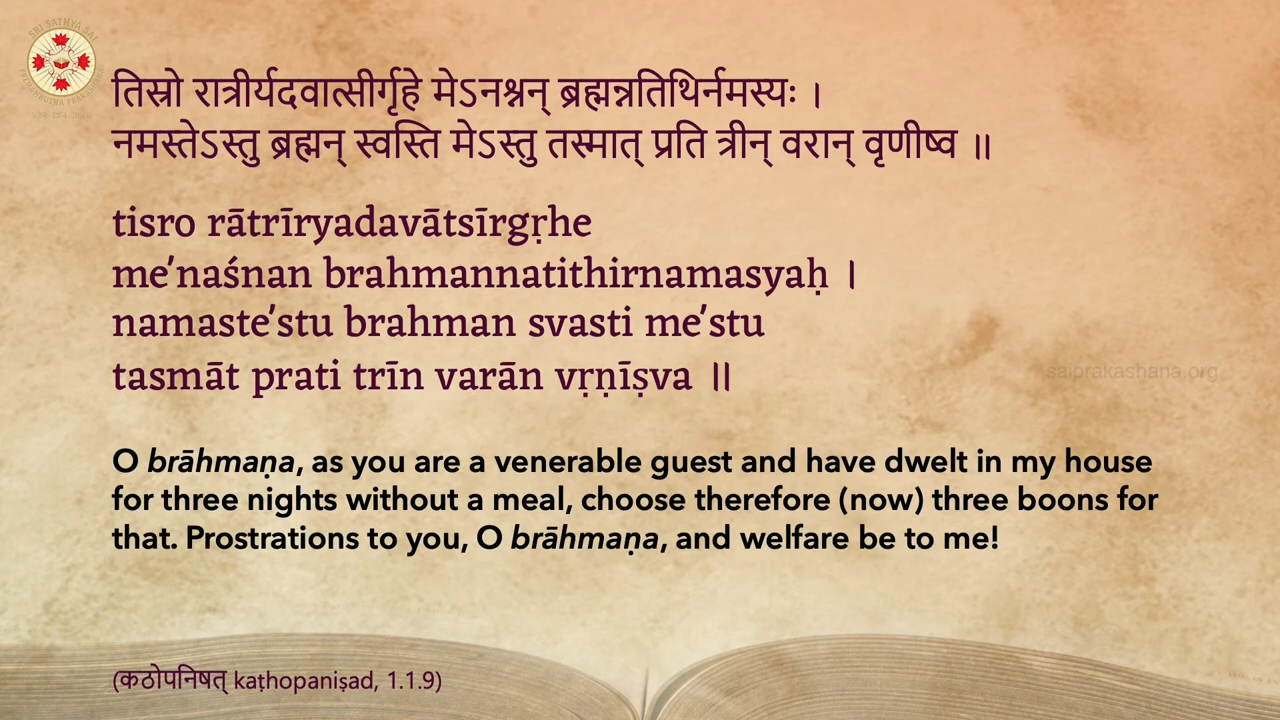 SRI SATHYA SAI
तिस्रो रात्रीर्यदवात्सीर्गृहे मेऽनश्नन् ब्रह्मन्नतिथिर्नमस्यः ।
नमस्तेऽस्तु ब्रह्मन् स्वस्ति मेऽस्तु तस्मात् प्रति त्रीन् वरान् वृणीष्व ॥
tisro rātrīryadavātsīrgṛhe
me’naśnan brahmannatithirnamasyaḥ ।
namaste’stu brahman svasti me’stu
tasmāt prati trīn varān vṛṇīṣva ॥
saiprakashana.org
O brāhmaṇa, as you are a venerable guest and have dwelt in my house
for three nights without a meal, choose therefore (now) three boons for
that. Prostrations to you, O brāhmaṇa, and welfare be to me!
(कठोपनिषत् kaṭhopaniṣad, 1.1.9)